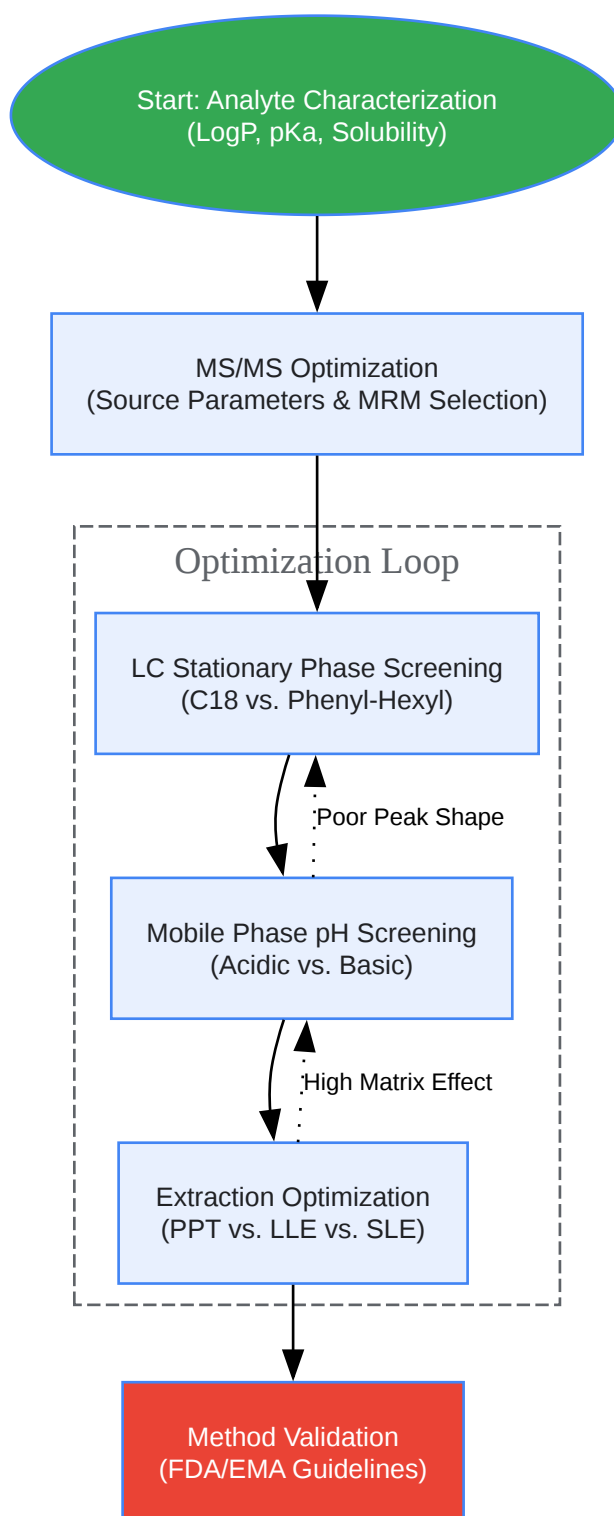 Start: Analyte Characterization
(LogP, pKa, Solubility)
MS/MS Optimization
(Source Parameters & MRM Selection)
Optimization Loop
LC Stationary Phase Screening
(C18 vs. Phenyl-Hexyl)
Poor Peak Shape
Mobile Phase pH Screening
(Acidic vs. Basic)
High Matrix Effect
Extraction Optimization
(PPT vs. LLE vs. SLE)
Method Validation
(FDA/EMA Guidelines)